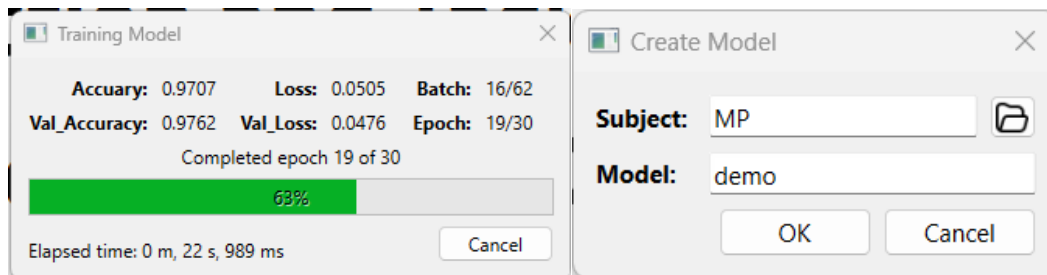 Training Model
Accuary: 0.9707 Loss: 0.0505 Batch: 16/62
Val_Accuracy: 0.9762 Val_Loss: 0.0476 Epoch: 19/30
Completed epoch 19 of 30
63%
Elapsed time: 0 m, 22 s, 989 ms
Cancel
Create Model
Subject: MP
Model: demo
OK Cancel